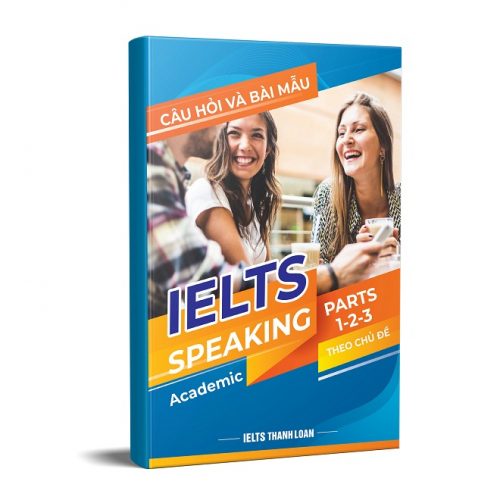 CÂU HỎI VÀ BÀI MẪU
IELTS
SPEAKING
Academic
PARTS
1-2-3
THEO CHỦ ĐỀ
IELTS THANH LOAN